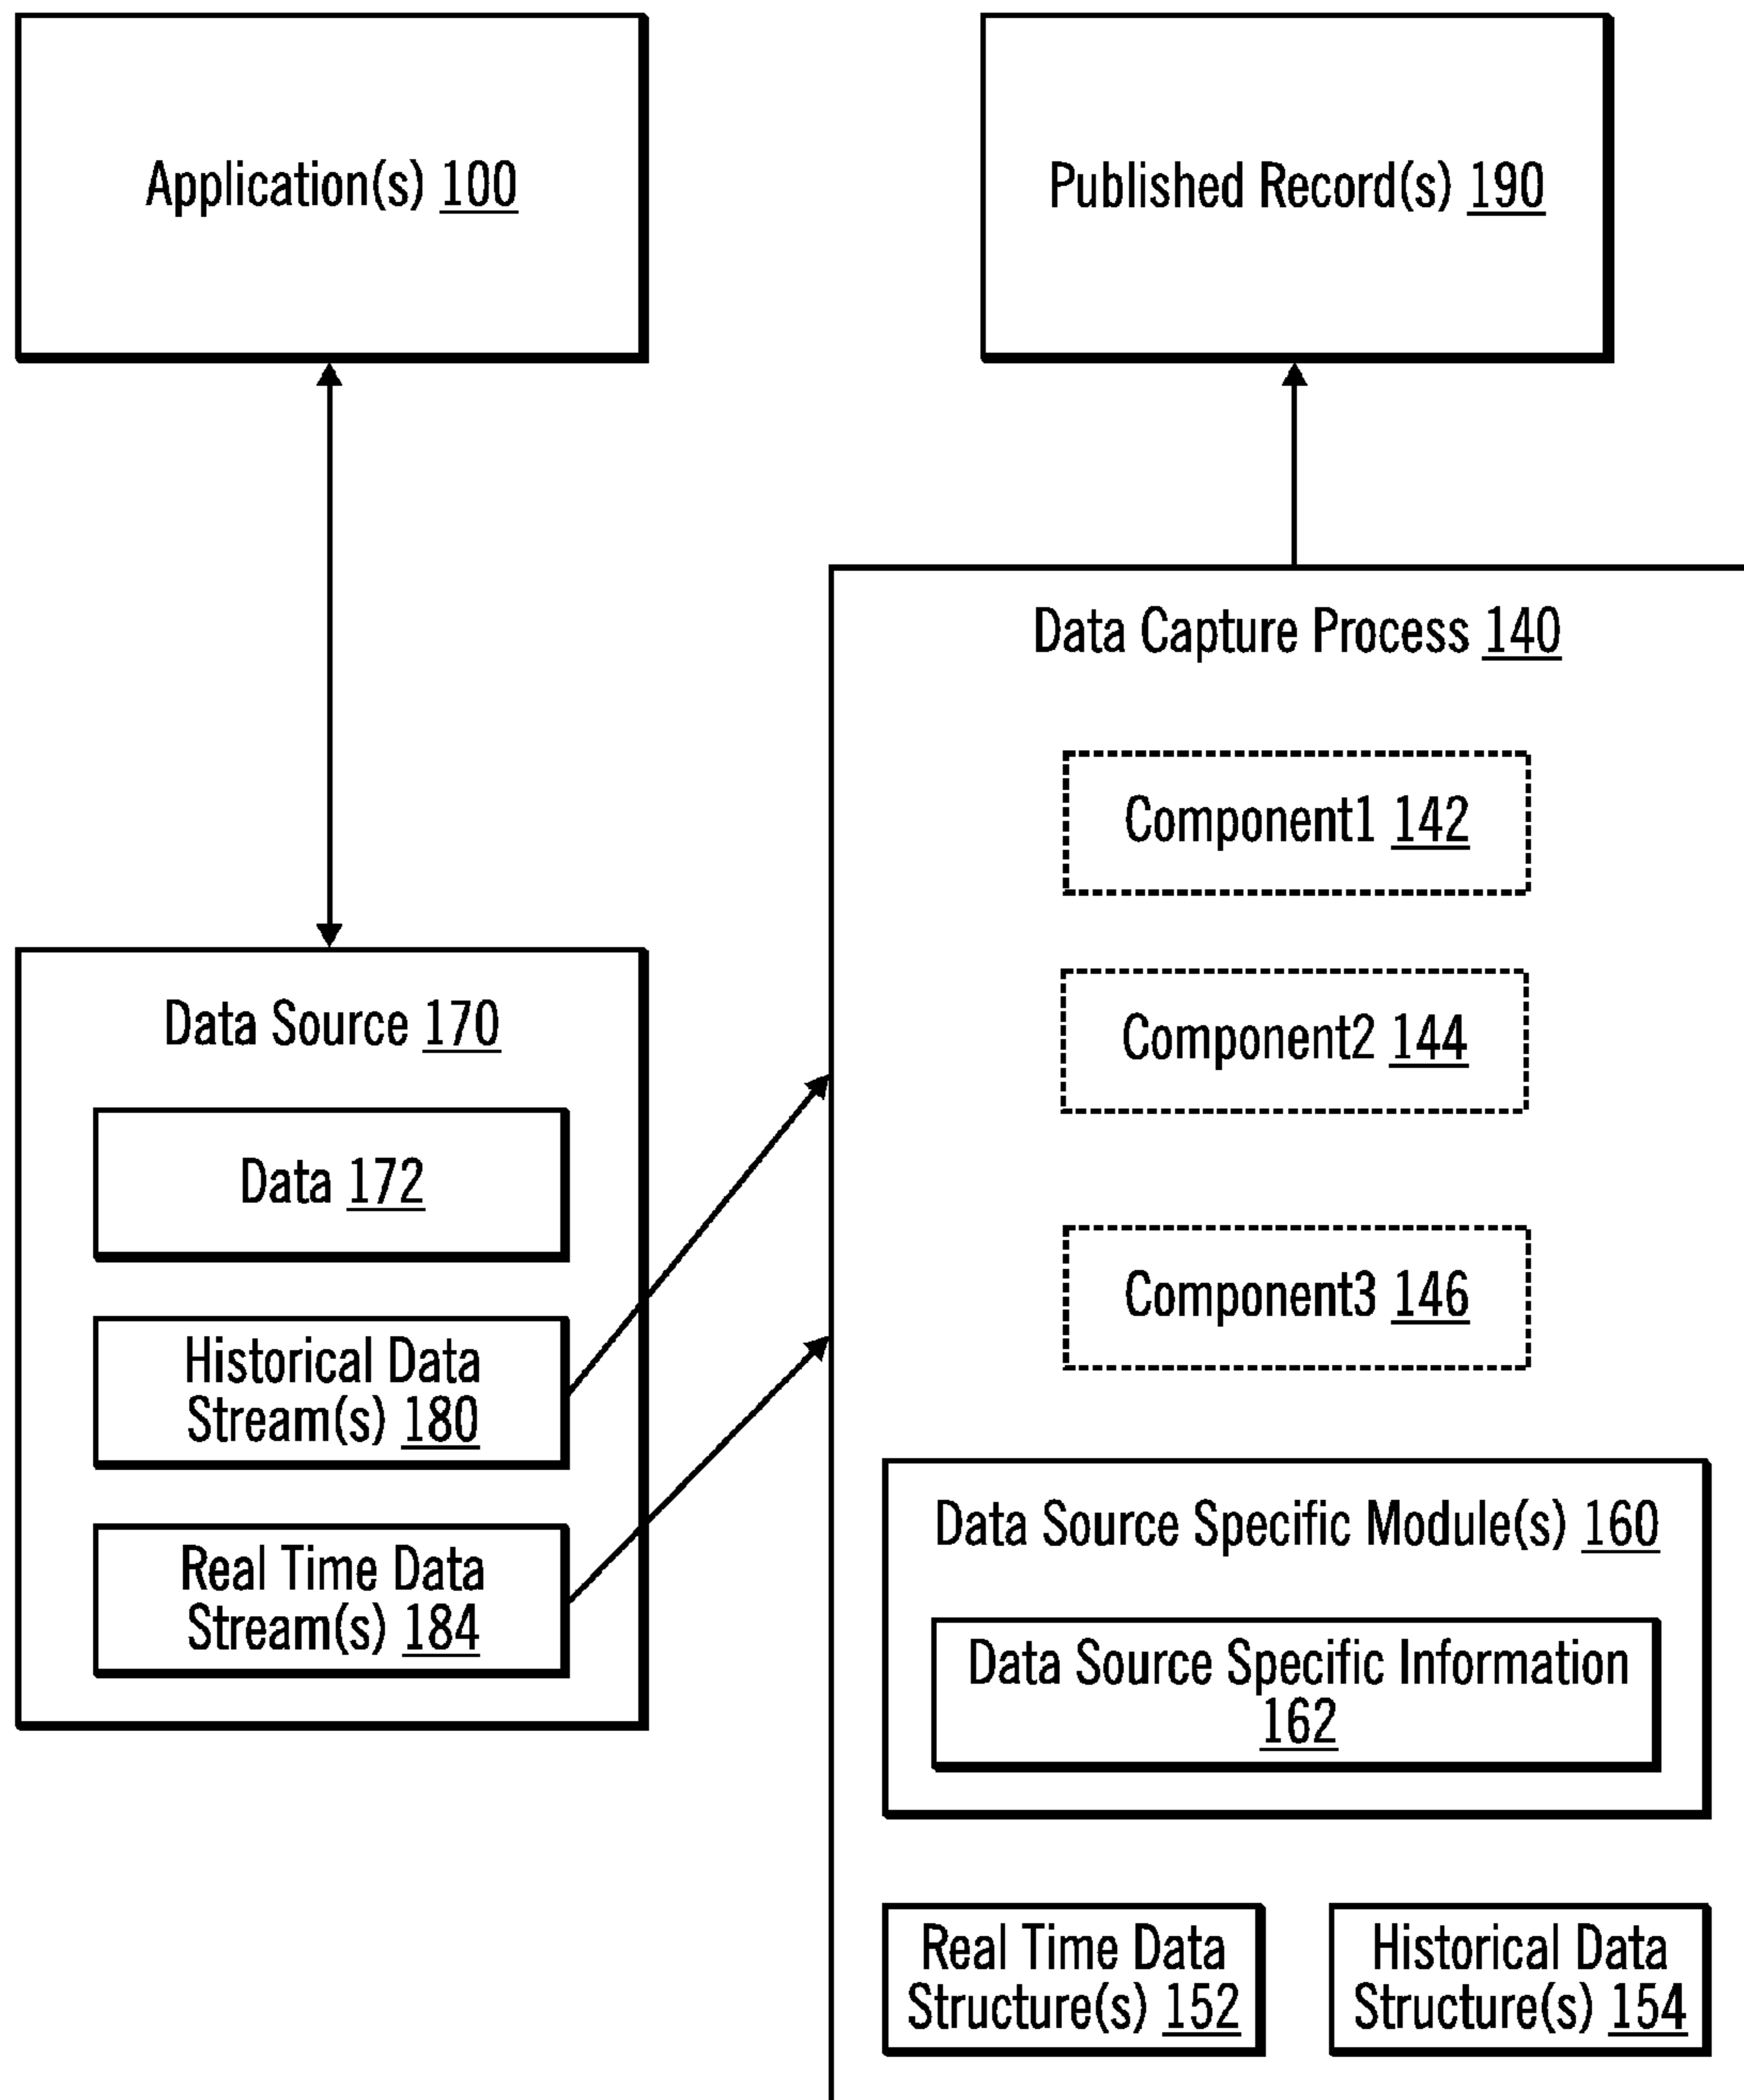 Application(s) 100
Published Record(s) 190
Data Source 170
Data 172
Historical Data
Stream(s) 180
Real Time Data
Stream(s) 184
Data Capture Process 140
Component1 142
Component2 144
Component3 146
Data Source Specific Module(s) 160
Data Source Specific Information
162
Real Time Data
Structure(s) 152
Historical Data
Structure(s) 154